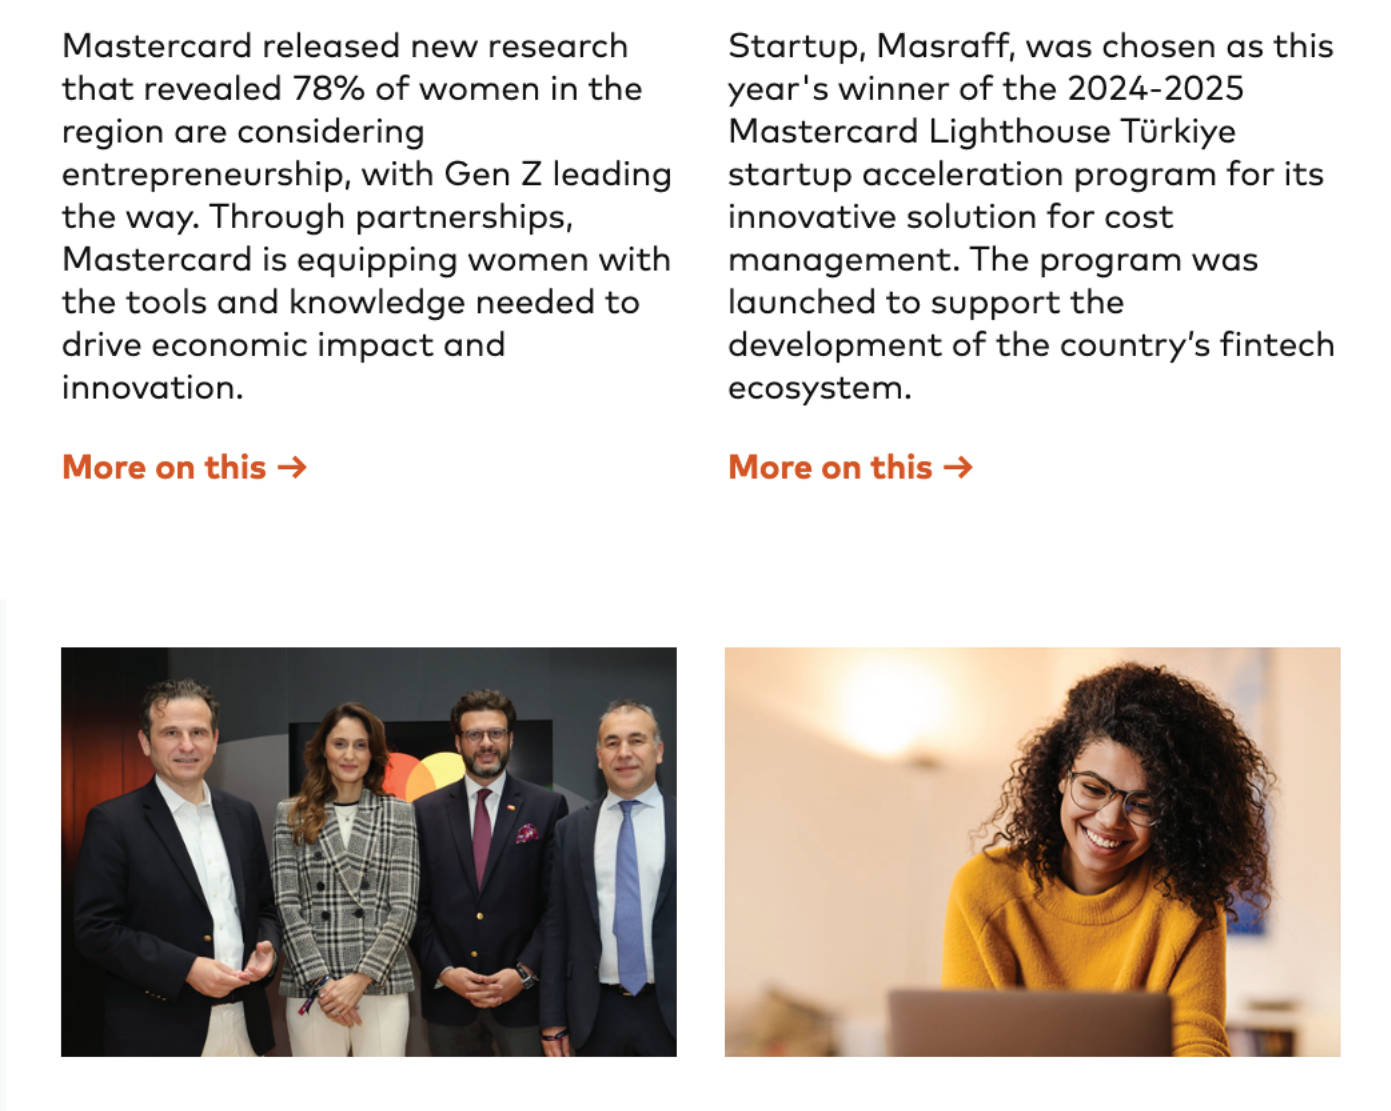 Mastercard released new research
that revealed 78% of women in the
region are considering
entrepreneurship, with Gen Z leading
the way. Through partnerships,
Mastercard is equipping women with
the tools and knowledge needed to
drive economic impact and
innovation.
More on this →
Startup, Masraff, was chosen as this
year's winner of the 2024-2025
Mastercard Lighthouse Türkiye
startup acceleration program for its
innovative solution for cost
management. The program was
launched to support the
development of the country’s fintech
ecosystem.
More on this →